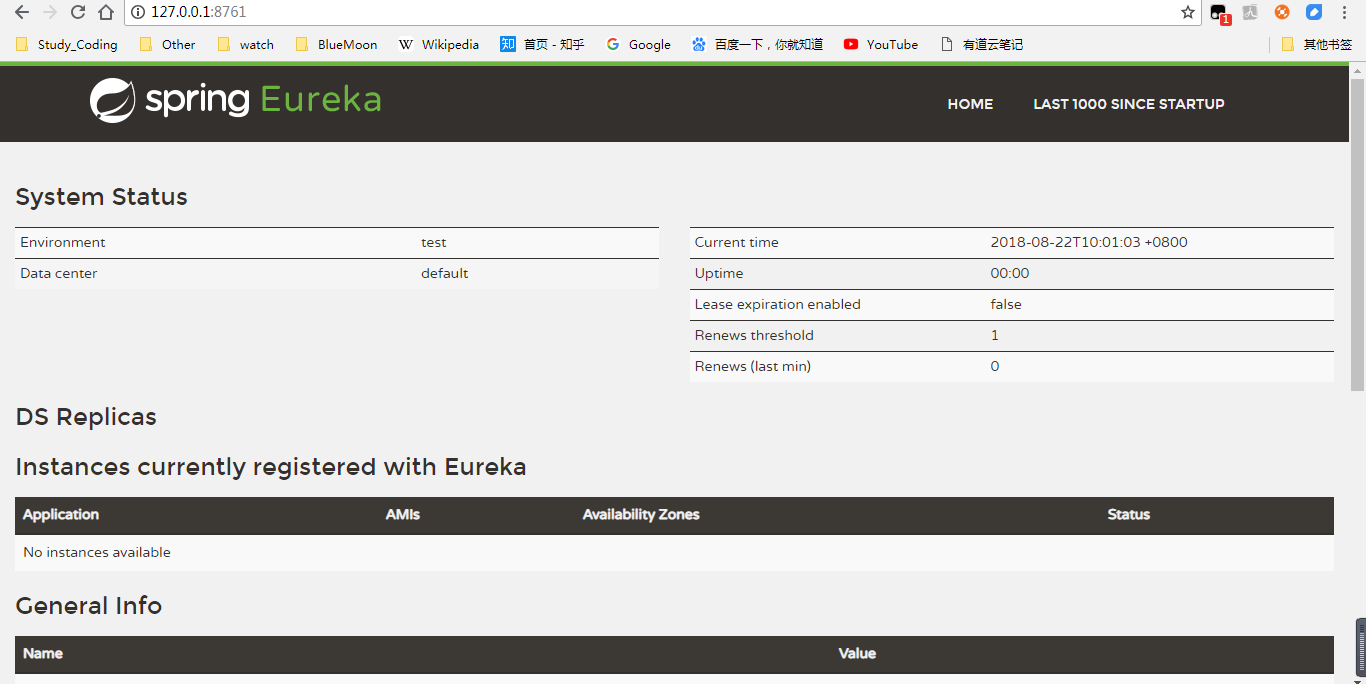 127.0.0.1:8761
1
Study_Coding Other watch BlueMoon W Wikipedia 知 首页 - 知乎 G Google 百度一下，你就知道 YouTube 有道云笔记 其他书签
spring Eureka HOME LAST 1000 SINCE STARTUP
System Status
Environment test
Data center default
Current time 2018-08-22T10:01:03 +0800
Uptime 00:00
Lease expiration enabled false
Renews threshold 1
Renews (last min) 0
DS Replicas
Instances currently registered with Eureka
Application AMIs Availability Zones Status
No instances available
General Info
Name Value